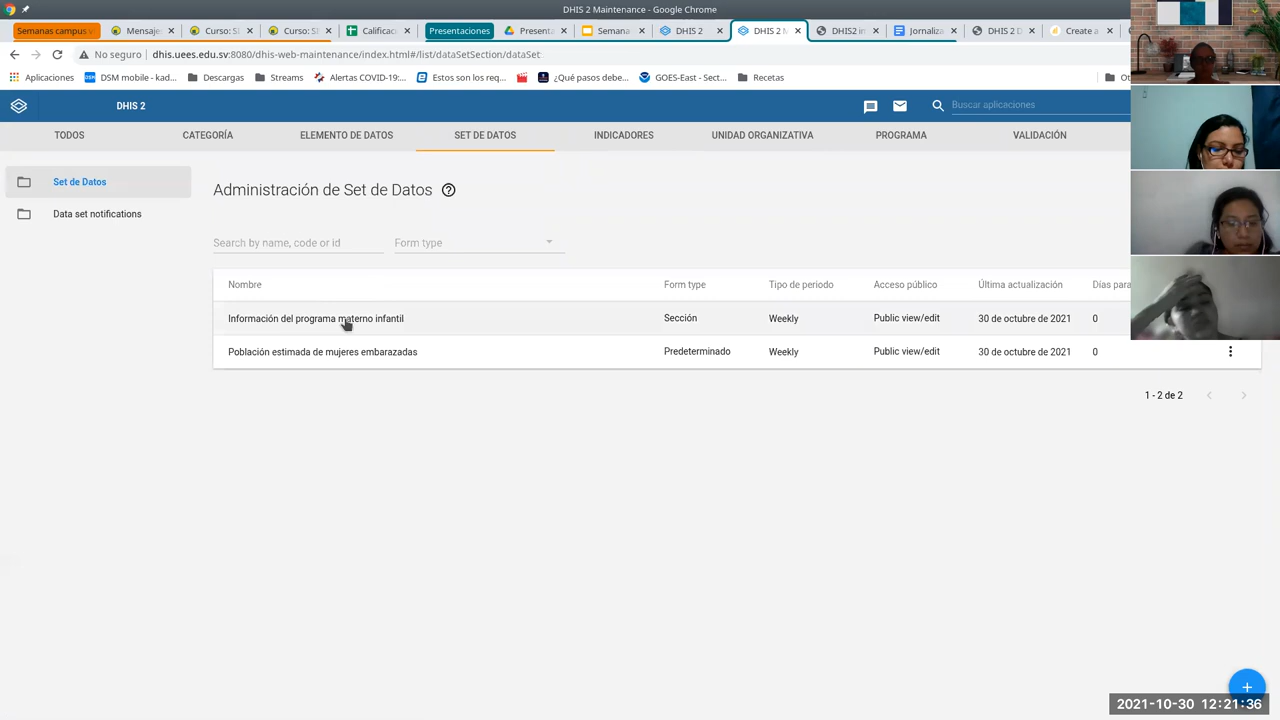 DHIS 2 Maintenance - Google Chrome
Semanas campus v
Mensaje
Curso: S
Curso: S
Calificac
Presentaciones
Present
Semana
DHIS 2
DHIS 2 M
DHIS2 in
Jornaliz
DHIS 2 D
Create a
No seguro
dhis.uees.edu.sv:8080/dhis-web-maintenance/index.html#/list/dataSetSection/dataSet
Aplicaciones
DSM mobile - kad...
Descargas
Streams
Alertas COVID-19:...
Estos son los req...
¿Qué pasos debe...
GOES-East - Sect...
Recetas
Ot
DHIS 2
Buscar aplicaciones
TODOS
CATEGORÍA
ELEMENTO DE DATOS
SET DE DATOS
INDICADORES
UNIDAD ORGANIZATIVA
PROGRAMA
VALIDACIÓN
Set de Datos
Data set notifications
Administración de Set de Datos
Search by name, code or id
Form type
Nombre Form type Tipo de periodo Acceso público Última actualización Días para
Información del programa materno infantil Sección Weekly Public view/edit 30 de octubre de 2021 0
Población estimada de mujeres embarazadas Predeterminado Weekly Public view/edit 30 de octubre de 2021 0
1 - 2 de 2
2021-10-30 12:21:36